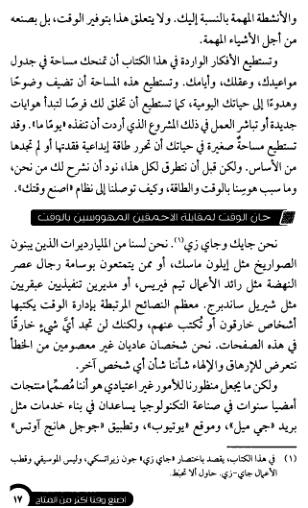 والأنشطة المهمة بالنسبة إليك. ولا يتعلق هذا بتوفير الوقت، بل بصنعه
من أجل الأشياء المهمة.
وتستطيع الأفكار الواردة في هذا الكتاب أن تمنحك مساحة في جدول
مواعيدك، وعقلك، وأيامك. وتستطيع هذه المساحة أن تضيف وضوحًا
وهدوءًا إلى حياتك اليومية، كما تستطيع أن تخلق لك فرصًا لتبدأ هوايات
جديدة أو تباشر العمل في ذلك المشروع الذي أردت أن تنفذه «يومًا ما». وقد
تستطيع مساحةٌ صغيرة في حياتك أن تحرر طاقة إبداعية فقدتها أو لم تجدها
من الأساس. ولكن قبل أن نتطرق لكل هذا، نود أن نشرح لك من نحن،
وما سبب هوسِنا بالوقت والطاقة، وكيف توصلنا إلى نظام «اصنع وقتك».
حان الوقت لمقابلة الأحمقين المهووسين بالوقت
نحن جايك وجاي زي(١). نحن لسنا من المليارديرات الذين يبنون
الصواريخ مثل إيلون ماسك، أو ممن يتمتعون بوسامة رجال عصر
النهضة مثل رائد الأعمال تيم فيريس، أو مديرين تنفيذيين عبقريين
مثل شيريل ساندبرج. معظم النصائح المرتبطة بإدارة الوقت يكتبها
أشخاص خارقون أو تُكتب عنهم، ولكنك لن تجد أيَّ شيءٍ خارقًا
في هذه الصفحات. نحن شخصان عاديان غير معصومين من الخطأ
نتعرض للإرهاق والإلهاء شأننا شأن أي شخص آخر.
ولكن ما يجعل منظورنا للأمور غير اعتيادي هو أننا مُصمِّما منتجات
أمضيا سنوات في صناعة التكنولوجيا يساعدان في بناء خدمات مثل
بريد «جي ميل»، وموقع «يوتيوب»، وتطبيق «جوجل هانج آوتس»
(١) في هذا الكتاب، يقصد باختصار «جاي زي» جون زيراتسكي، وليس الموسيقي وقطب
الأعمال جاي-زي. حاول ألا تحبَط.
اصنع وقتًا أكثر من المتاح ١٧